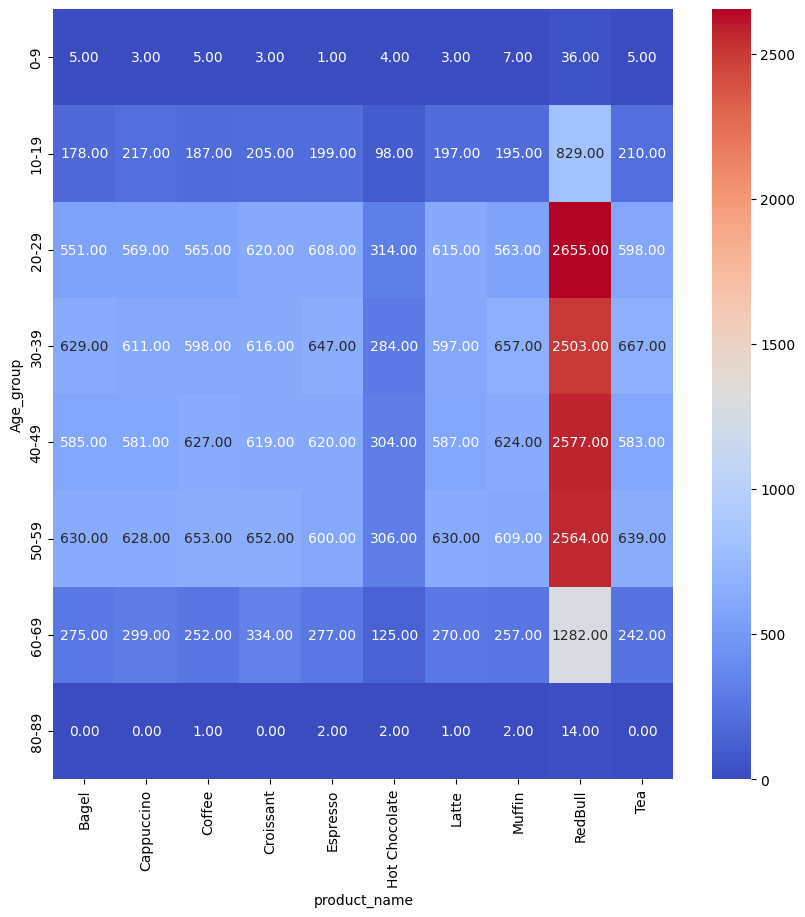 0-9 5.00 3.00 5.00 3.00 1.00 4.00 3.00 7.00 36.00 5.00
10-19 178.00 217.00 187.00 205.00 199.00 98.00 197.00 195.00 829.00 210.00
20-29 551.00 569.00 565.00 620.00 608.00 314.00 615.00 563.00 2655.00 598.00
30-39 629.00 611.00 598.00 616.00 647.00 284.00 597.00 657.00 2503.00 667.00
40-49 585.00 581.00 627.00 619.00 620.00 304.00 587.00 624.00 2577.00 583.00
50-59 630.00 628.00 653.00 652.00 600.00 306.00 630.00 609.00 2564.00 639.00
60-69 275.00 299.00 252.00 334.00 277.00 125.00 270.00 257.00 1282.00 242.00
80-89 0.00 0.00 1.00 0.00 2.00 2.00 1.00 2.00 14.00 0.00
Age_group
Bagel Cappuccino Coffee Croissant Espresso Hot Chocolate Latte Muffin RedBull Tea
product_name
2500
2000
1500
1000
500
0